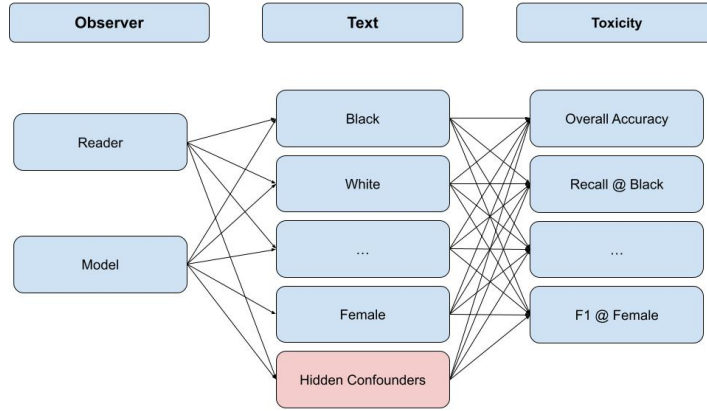 Observer
Text
Toxicity
Reader
Model
Black
White
...
Female
Hidden Confounders
Overall Accuracy
Recall @ Black
...
F1 @ Female